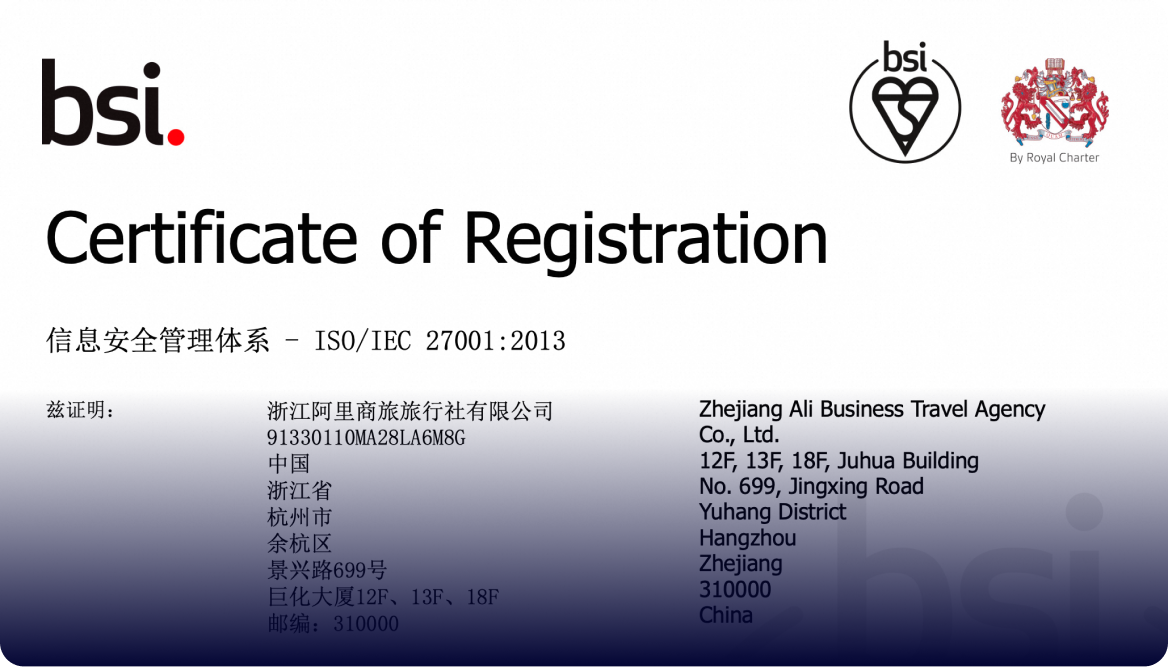 bsi.
bsi
By Royal Charter
Certificate of Registration
信息安全管理体系 - ISO/IEC 27001:2013
兹证明:
浙江阿里商旅旅行社有限公司
91330110MA28LA6M8G
中国
浙江省
杭州市
余杭区
景兴路699号
巨化大厦12F、13F、18F
邮编: 310000
Zhejiang Ali Business Travel Agency
Co., Ltd.
12F, 13F, 18F, Juhua Building
No. 699, Jingxing Road
Yuhang District
Hangzhou
Zhejiang
310000
China
bsi